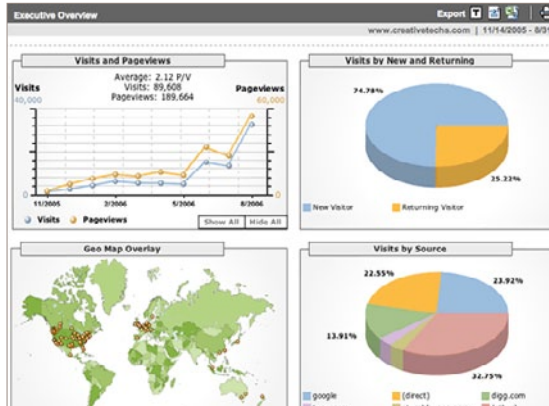 Executive Overview
Export T
www.creativetechs.com | 11/14/2005 - 8/3
Visits and Pageviews
Average: 2.12 P/V
Visits: 89,608
Pageviews: 189,664
Visits
40,000
Pageviews
60,000
0
0
11/2005 2/2006 5/2006 8/2006
Visits Pageviews
Show All Hide All
Visits by New and Returning
74.78%
25.22%
New Visitor Returning Visitor
Geo Map Overlay
Visits by Source
22.55%
23.92%
13.91%
32.75%
google (direct) digg.com